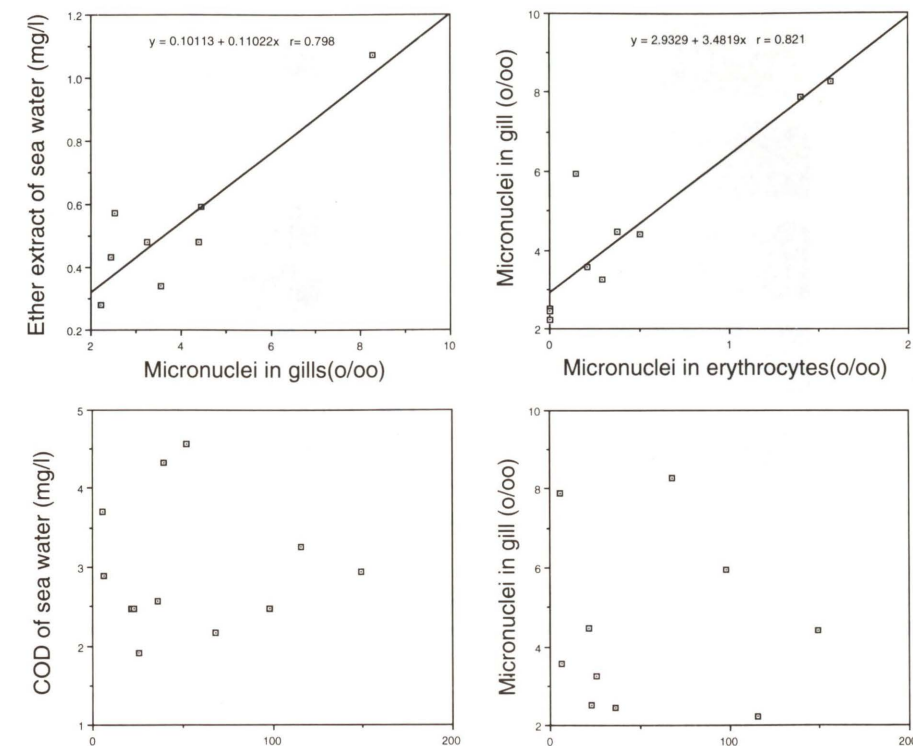 Ether extract of sea water (mg/l)
1.2
1.0
0.8
0.6
0.4
0.2
y = 0.10113 + 0.11022x r= 0.798
2 4 6 8 10
Micronuclei in gills(o/oo)
Micronuclei in gill (o/oo)
10
8
6
4
2
y = 2.9329 + 3.4819x r = 0.821
0 1 2
Micronuclei in erythrocytes(o/oo)
COD of sea water (mg/l)
5
4
3
2
1
0 100 200
Micronuclei in gill (o/oo)
10
8
6
4
2
0 100 200